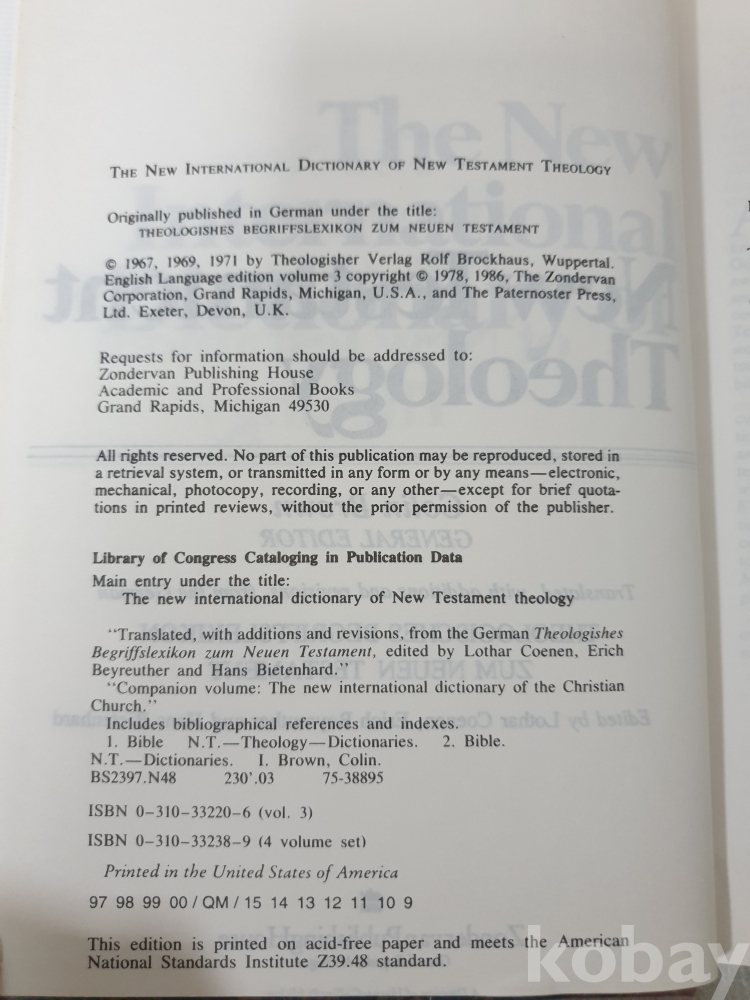 THE NEW INTERNATIONAL DICTIONARY OF NEW TESTAMENT THEOLOGY
Originally published in German under the title:
THEOLOGISHES BEGRIFFSLEXIKON ZUM NEUEN TESTAMENT
© 1967, 1969, 1971 by Theologisher Verlag Rolf Brockhaus, Wuppertal.
English Language edition volume 3 copyright © 1978, 1986, The Zondervan
Corporation, Grand Rapids, Michigan, U.S.A., and The Paternoster Press,
Ltd. Exeter, Devon, U.K.
Requests for information should be addressed to:
Zondervan Publishing House
Academic and Professional Books
Grand Rapids, Michigan 49530
All rights reserved. No part of this publication may be reproduced, stored in
a retrieval system, or transmitted in any form or by any means—electronic,
mechanical, photocopy, recording, or any other—except for brief quota-
tions in printed reviews, without the prior permission of the publisher.
Library of Congress Cataloging in Publication Data
Main entry under the title:
The new international dictionary of New Testament theology
"Translated, with additions and revisions, from the German Theologishes
Begriffslexikon zum Neuen Testament, edited by Lothar Coenen, Erich
Beyreuther and Hans Bietenhard."
"Companion volume: The new international dictionary of the Christian
Church."
Includes bibliographical references and indexes.
1. Bible N.T.—Theology—Dictionaries. 2. Bible.
N.T.—Dictionaries. I. Brown, Colin.
BS2397.N48 230'.03 75-38895
ISBN 0-310-33220-6 (vol. 3)
ISBN 0-310-33238-9 (4 volume set)
Printed in the United States of America
97 98 99 00 / QM / 15 14 13 12 11 10 9
This edition is printed on acid-free paper and meets the American
National Standards Institute Z39.48 standard.
kobay